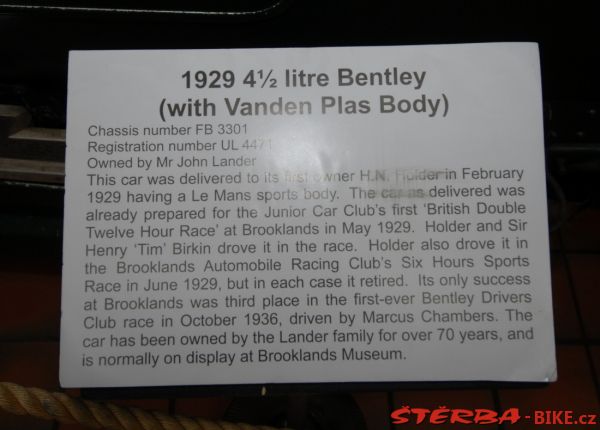 1929 4½ litre Bentley
(with Vanden Plas Body)
Chassis number FB 3301
Registration number UL 4471
Owned by Mr John Lander
This car was delivered to its first owner H.N. Holder in February
1929 having a Le Mans sports body. The car as delivered was
already prepared for the Junior Car Club's first 'British Double
Twelve Hour Race' at Brooklands in May 1929. Holder and Sir
Henry 'Tim' Birkin drove it in the race. Holder also drove it in
the Brooklands Automobile Racing Club's Six Hours Sports
Race in June 1929, but in each case it retired. Its only success
at Brooklands was third place in the first-ever Bentley Drivers
Club race in October 1936, driven by Marcus Chambers. The
car has been owned by the Lander family for over 70 years, and
is normally on display at Brooklands Museum.
ŠTĚRBA-BIKE.cz